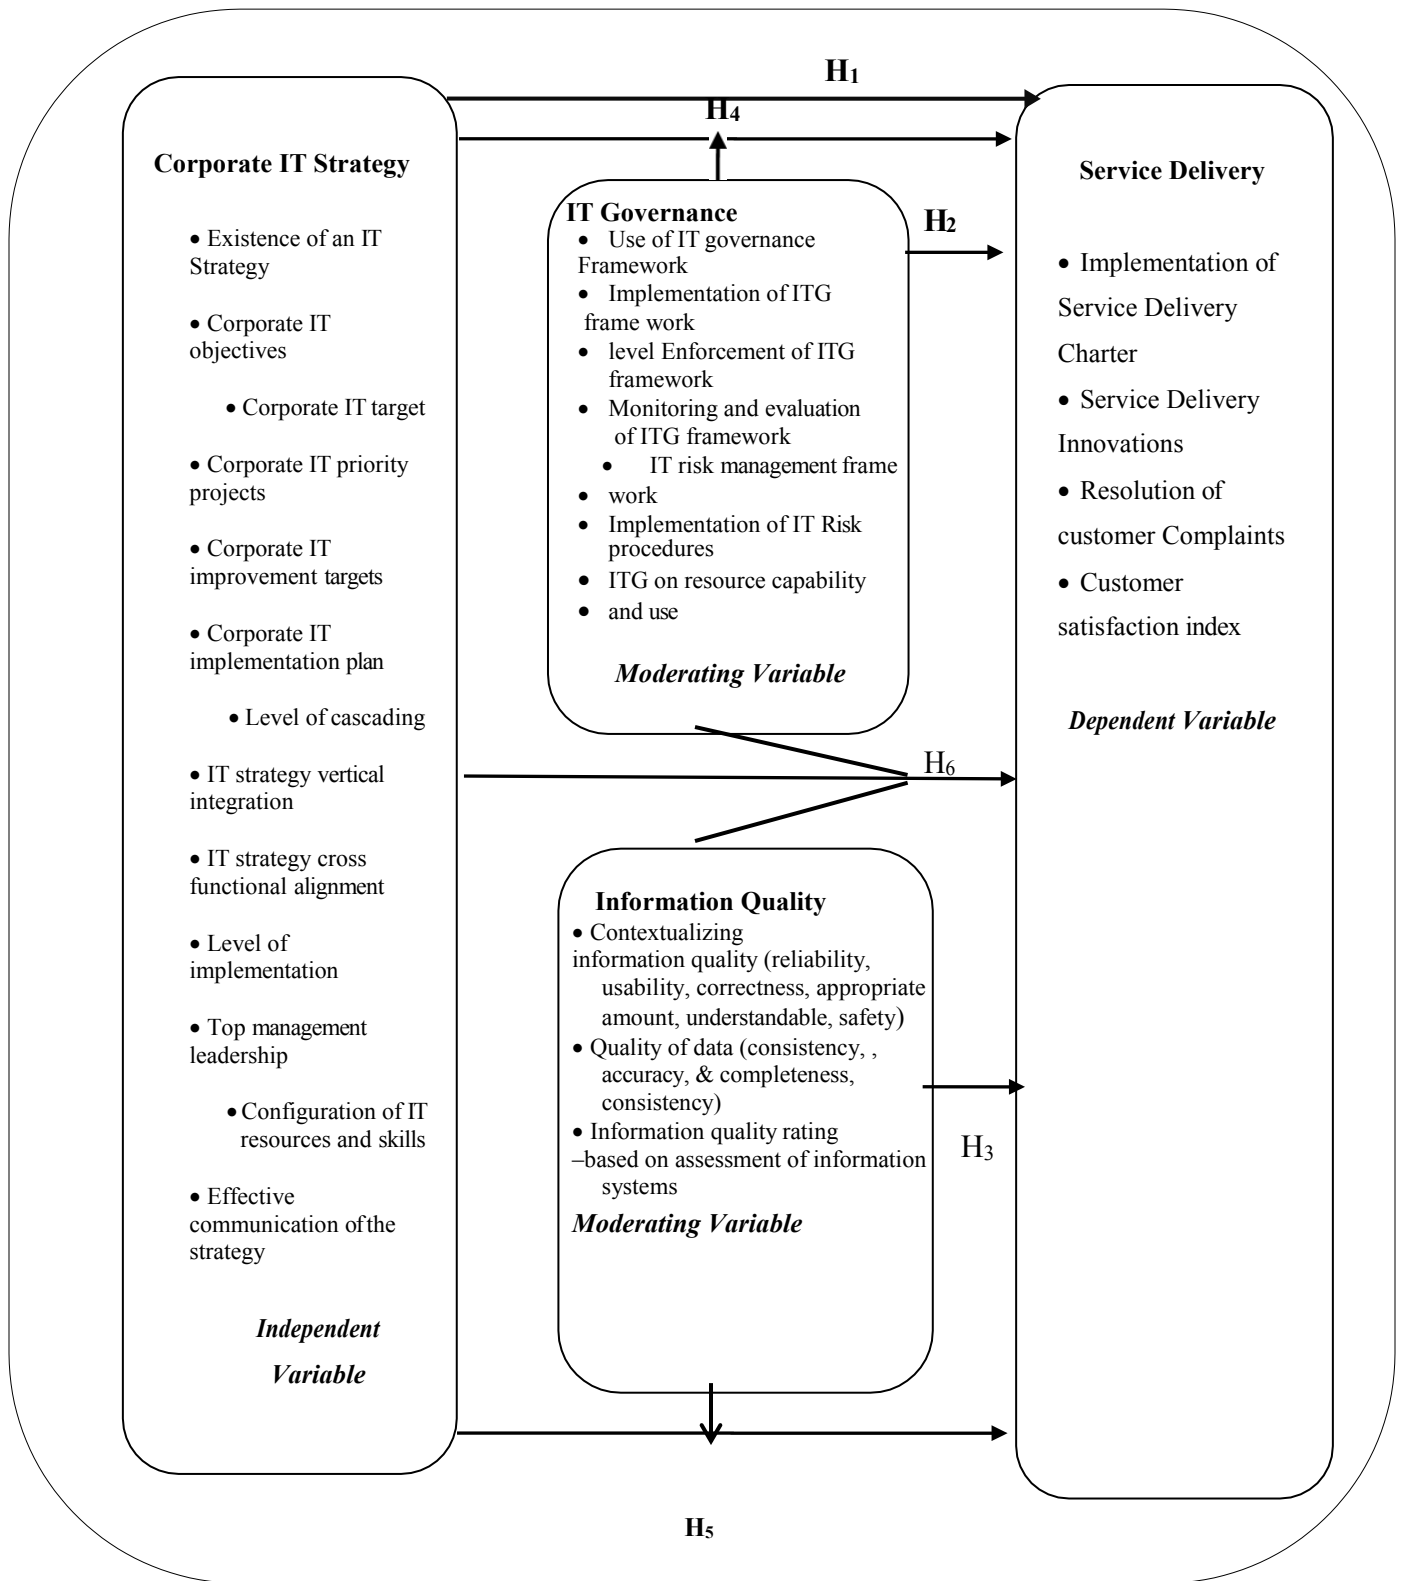 H₁
H₄
Corporate IT Strategy
• Existence of an IT
Strategy
• Corporate IT
objectives
• Corporate IT target
• Corporate IT priority
projects
• Corporate IT
improvement targets
• Corporate IT
implementation plan
• Level of cascading
• IT strategy vertical
integration
• IT strategy cross
functional alignment
• Level of
implementation
• Top management
leadership
• Configuration of IT
resources and skills
• Effective
communication of the
strategy
Independent
Variable
IT Governance
• Use of IT governance
Framework
• Implementation of ITG
frame work
• level Enforcement of ITG
framework
• Monitoring and evaluation
of ITG framework
• IT risk management frame
• work
• Implementation of IT Risk
procedures
• ITG on resource capability
• and use
Moderating Variable
H₂
H₆
Information Quality
• Contextualizing
information quality (reliability,
usability, correctness, appropriate
amount, understandable, safety)
• Quality of data (consistency, ,
accuracy, & completeness,
consistency)
• Information quality rating
–based on assessment of information
systems
Moderating Variable
H₃
Service Delivery
• Implementation of
Service Delivery
Charter
• Service Delivery
Innovations
• Resolution of
customer Complaints
• Customer
satisfaction index
Dependent Variable
H₅